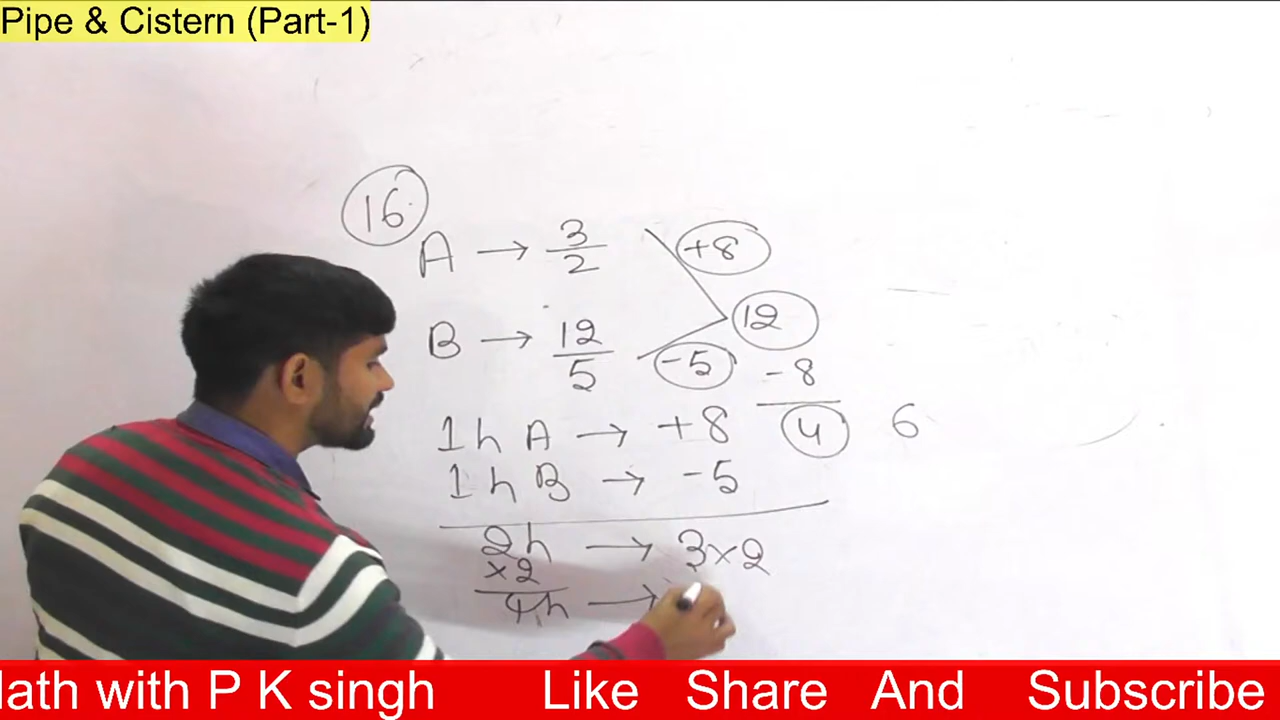 Pipe & Cistern (Part-1)
16.
A → 3/2 +8
12
B → 12/5 -5 -8
1h A → +8 4 6
1h B → -5
2h → 3×2
×2
4h →
Math with P K singh Like Share And Subscribe